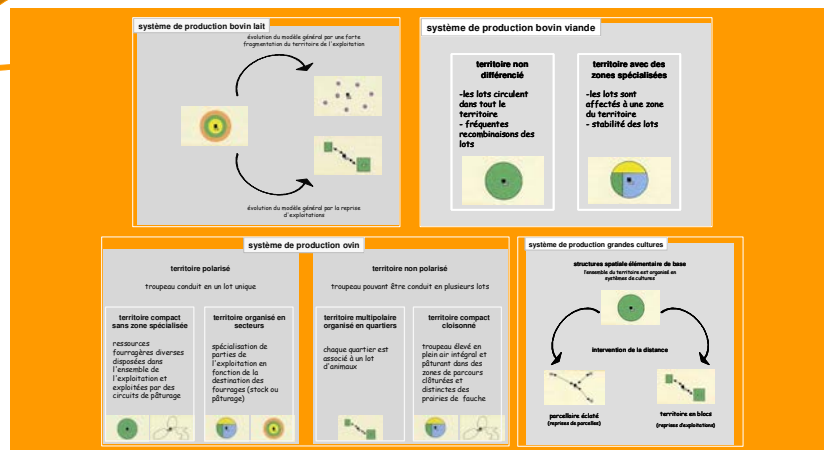 système de production bovin lait
évolution du modèle général par une forte
fragmentation du territoire de l'exploitation
évolution du modèle général par la reprise
d'exploitations
système de production bovin viande
territoire non
différencié
-les lots circulent
dans tout le
territoire
- fréquentes
recombinaisons des
lots
territoire avec des
zones spécialisées
-les lots sont
affectés à une zone
du territoire
- stabilité des lots
système de production ovin
territoire polarisé
troupeau conduit en un lot unique
territoire non polarisé
troupeau pouvant être conduit en plusieurs lots
territoire compact
sans zone spécialisée
ressources
fourragères diverses
disposées dans
l'ensemble de
l'exploitation et
exploitées par des
circuits de pâturage
territoire organisé en
secteurs
spécialisation de
parties de
l'exploitation en
fonction de la
destination des
fourrages (stock ou
pâturage)
territoire multipolaire
organisé en quartiers
chaque quartier est
associé à un lot
d'animaux
territoire compact
cloisonné
troupeau élevé en
plein air intégral et
pâturant dans des
zones de parcours
clôturées et
distinctes des
prairies de fauche
système de production grandes cultures
structures spatiale élémentaire de base
l'ensemble du territoire est organisé en
systèmes de cultures
intervention de la distance
parcellaire éclaté
(reprises de parcelles)
territoire en blocs
(reprises d'exploitations)